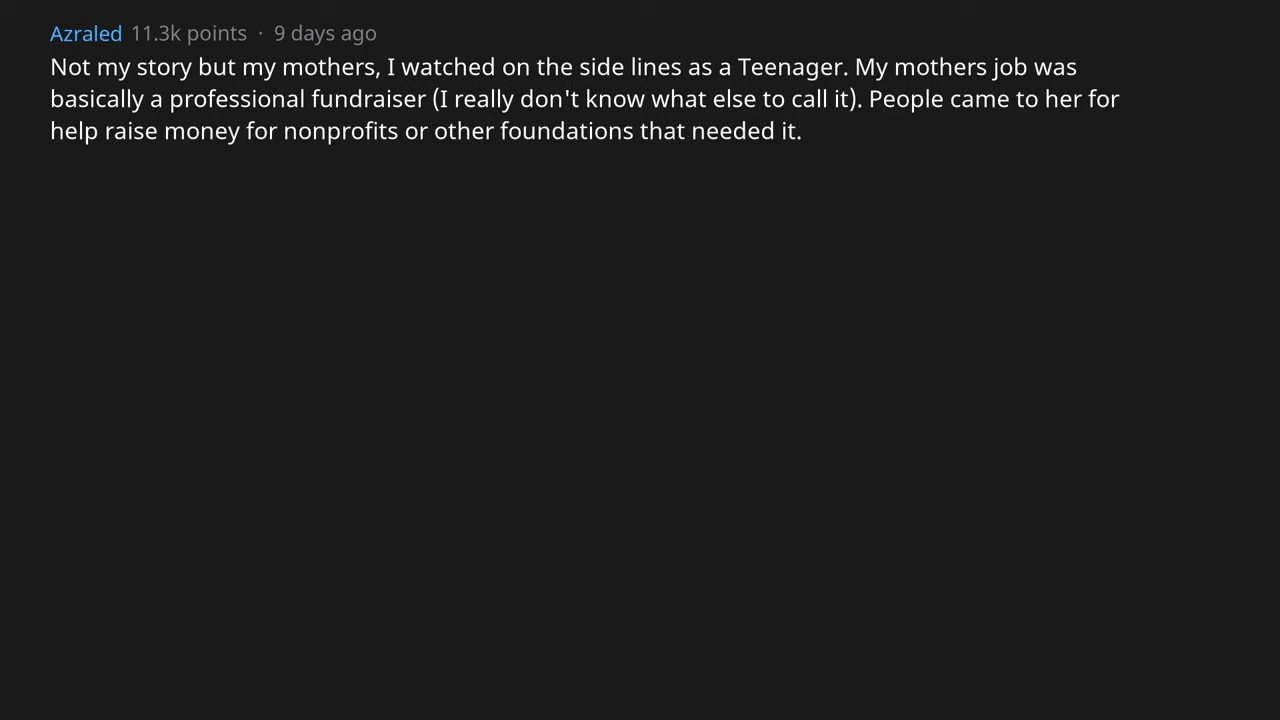 Azraled 11.3k points · 9 days ago
Not my story but my mothers, I watched on the side lines as a Teenager. My mothers job was
basically a professional fundraiser (I really don't know what else to call it). People came to her for
help raise money for nonprofits or other foundations that needed it.